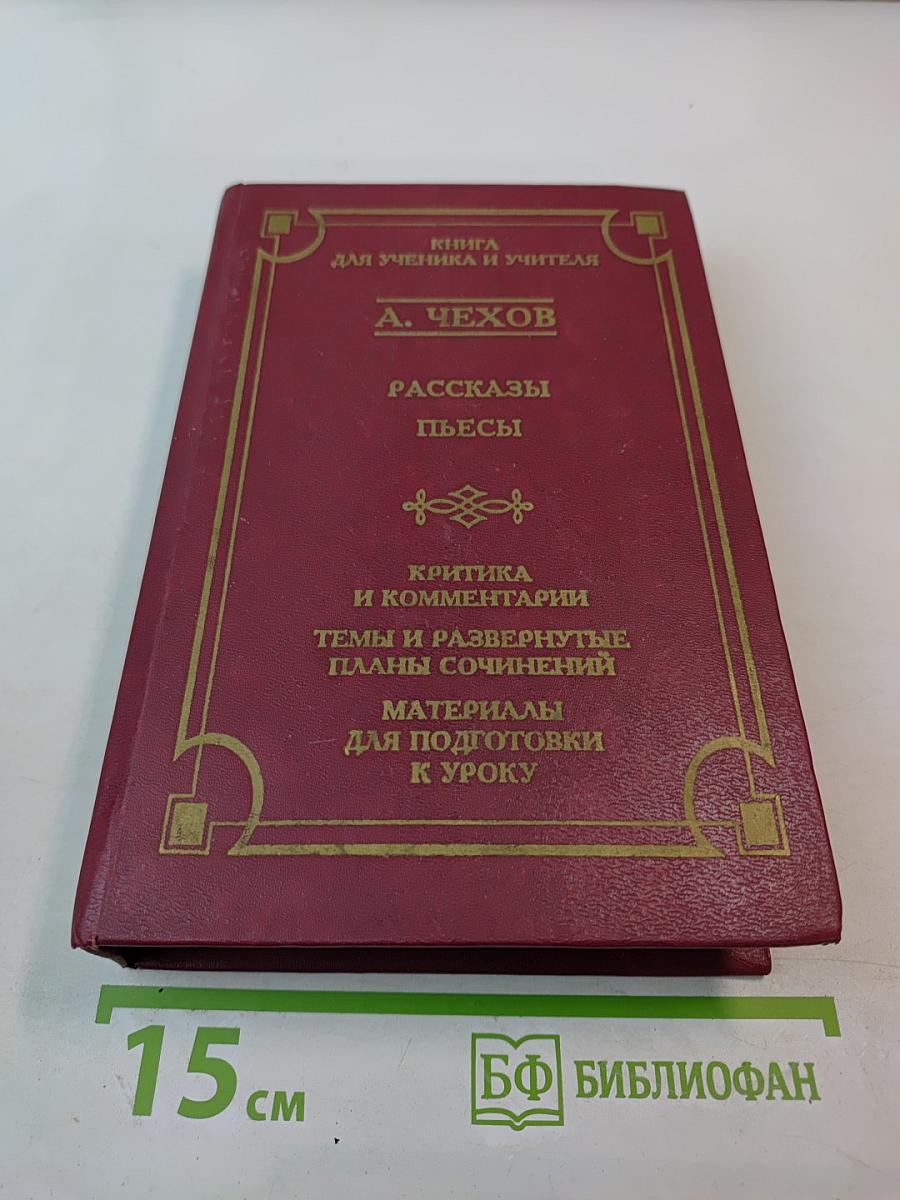 КНИГА
ДЛЯ УЧЕНИКА И УЧИТЕЛЯ
А. ЧЕХОВ
РАССКАЗЫ
ПЬЕСЫ
КРИТИКА
И КОММЕНТАРИИ
ТЕМЫ И РАЗВЕРНУТЫЕ
ПЛАНЫ СОЧИНЕНИЙ
МАТЕРИАЛЫ
ДЛЯ ПОДГОТОВКИ
К УРОКУ
15 см
БФ БИБЛИОФАН